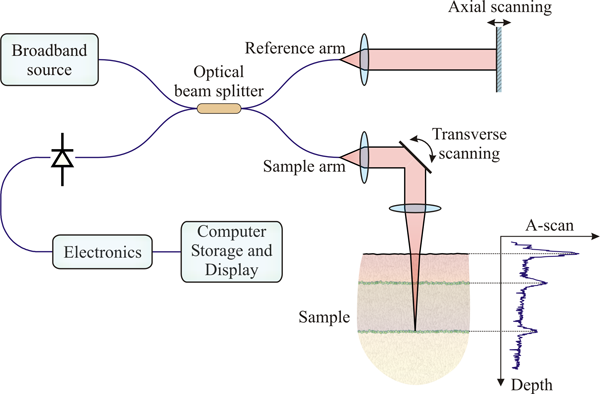 Axial scanning
Broadband
source
Reference arm
Optical
beam splitter
Transverse
scanning
Sample arm
A-scan
Electronics
Computer
Storage and
Display
Sample
Depth